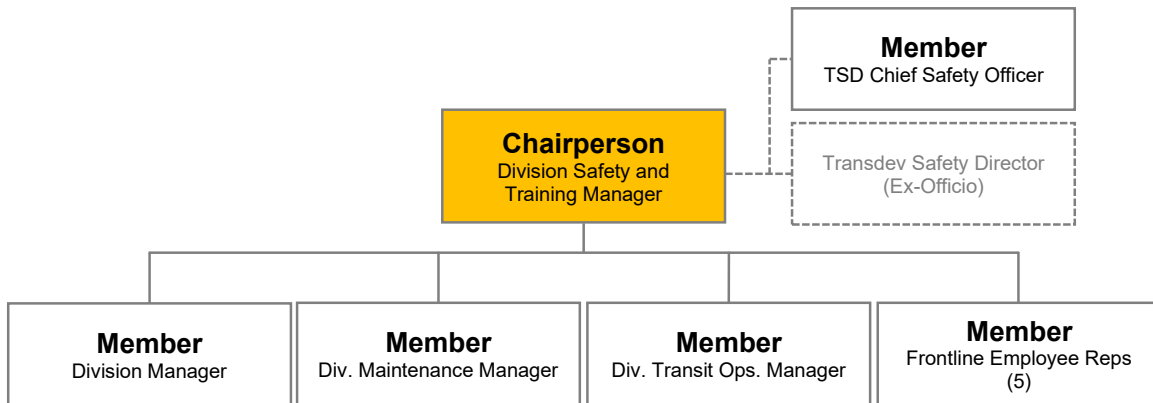 Member
TSD Chief Safety Officer
Chairperson
Division Safety and
Training Manager
Transdev Safety Director
(Ex-Officio)
Member
Division Manager
Member
Div. Maintenance Manager
Member
Div. Transit Ops. Manager
Member
Frontline Employee Reps
(5)